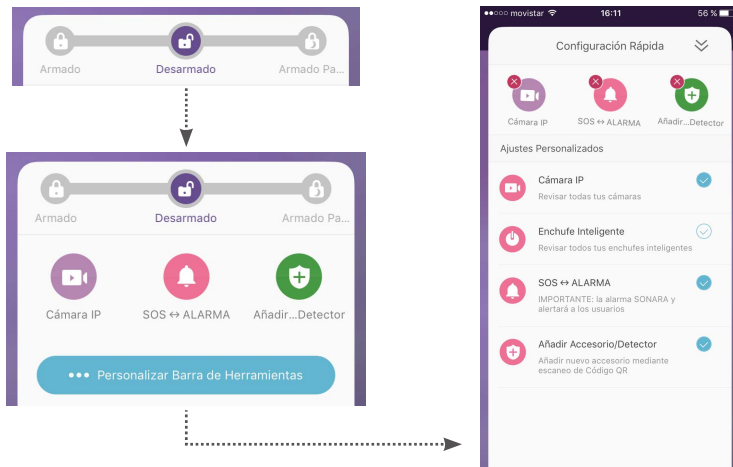 Armado Desarmado Armado Pa...
Armado Desarmado Armado Pa...
Cámara IP SOS ↔ ALARMA Añadir...Detector
••• Personalizar Barra de Herramientas
●●○○○ movistar 16:11 56 %
Configuración Rápida
Cámara IP SOS ↔ ALARMA Añadir...Detector
Ajustes Personalizados
Cámara IP
Revisar todas tus cámaras
Enchufe Inteligente
Revisar todos tus enchufes inteligentes
SOS ↔ ALARMA
IMPORTANTE: la alarma SONARA y
alertará a los usuarios
Añadir Accesorio/Detector
Añadir nuevo accesorio mediante
escaneo de Código QR